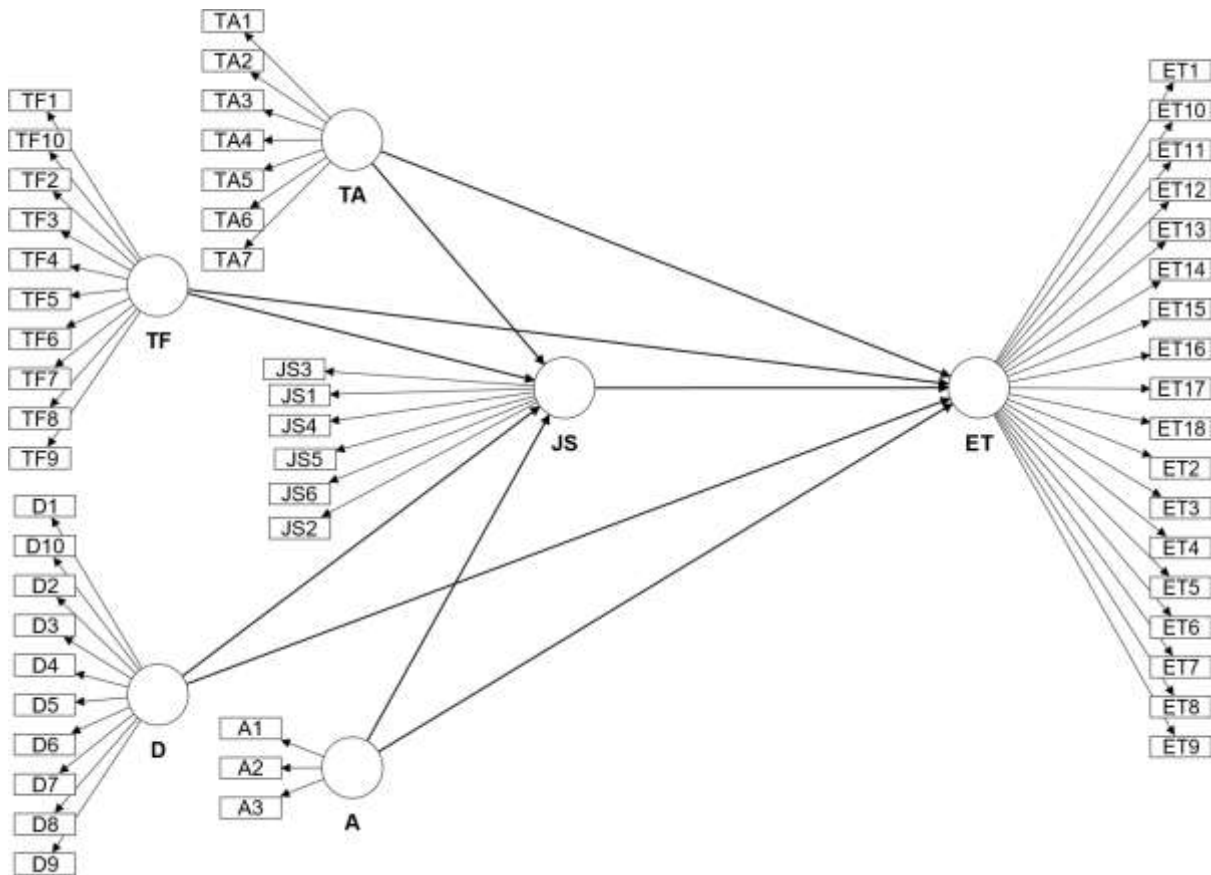 TA1
TA2
TA3
TA4
TA5
TA6
TA7
TA
TF1
TF10
TF2
TF3
TF4
TF5
TF6
TF7
TF8
TF9
TF
JS3
JS1
JS4
JS5
JS6
JS2
JS
D1
D10
D2
D3
D4
D5
D6
D7
D8
D9
D
A1
A2
A3
A
ET
ET1
ET10
ET11
ET12
ET13
ET14
ET15
ET16
ET17
ET18
ET2
ET3
ET4
ET5
ET6
ET7
ET8
ET9